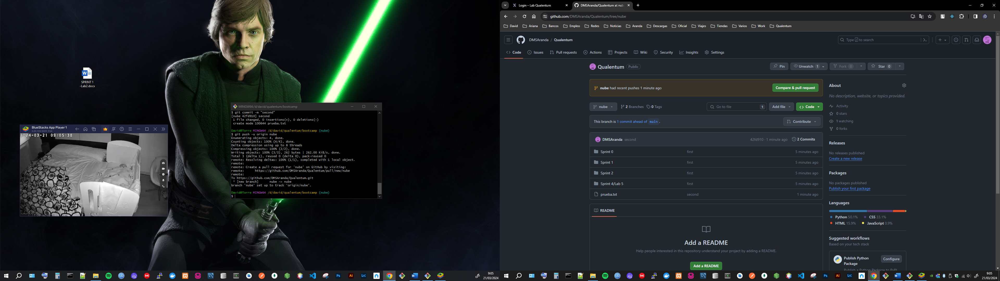 SPRINT 1
-Lab2.docx
BlueStacks App Player 1
2024-03-21 09:05:38
MINGW64:/d/david/qualentum/bootcamp
$ git commit -m "second"
[nube 42fd910] second
1 file changed, 0 insertions(+), 0 deletions(-)
create mode 100644 prueba.txt
David@Torre MINGW64 /d/david/qualentum/bootcamp (nube)
$ git push -u origin nube
Enumerating objects: 4, done.
Counting objects: 100% (4/4), done.
Delta compression using up to 8 threads
Compressing objects: 100% (2/2), done.
Writing objects: 100% (3/3), 262 bytes | 262.00 KiB/s, done.
Total 3 (delta 1), reused 0 (delta 0), pack-reused 0
remote: Resolving deltas: 100% (1/1), completed with 1 local object.
remote:
remote: Create a pull request for 'nube' on GitHub by visiting:
remote:      https://github.com/DMSAranda/Qualentum/pull/new/nube
remote:
To https://github.com/DMSAranda/Qualentum.git
* [new branch]      nube -> nube
branch 'nube' set up to track 'origin/nube'.
David@Torre MINGW64 /d/david/qualentum/bootcamp (nube)
$
Login – Lab Qualentum
DMSAranda/Qualentum at nub
github.com/DMSAranda/Qualentum/tree/nube
David Ariana Bancos Empleo Redes Noticias Aranda Descargas Oficial Viajes Tiendas Varios Work Qualentum
DMSAranda / Qualentum
Type / to search
Code Issues Pull requests Actions Projects Wiki Security Insights Settings
Qualentum Public
Pin Unwatch 1 Fork 0 Star 0
nube had recent pushes 1 minute ago
Compare & pull request
nube 2 Branches 0 Tags
Go to file t Add file Code
This branch is 1 commit ahead of main .
Contribute
DMSAranda second 42fd910 · 1 minute ago 2 Commits
Sprint 0 first 5 minutes ago
Sprint 1 first 5 minutes ago
Sprint 2 first 5 minutes ago
Sprint 4/Lab 5 first 5 minutes ago
prueba.txt second 1 minute ago
README
Add a README
Help people interested in this repository understand your project by adding a README.
Add a README
About
No description, website, or topics provided.
Activity
0 stars
1 watching
0 forks
Releases
No releases published
Create a new release
Packages
No packages published
Publish your first package
Languages
Python 50.1% CSS 33.1%
HTML 15.9% JavaScript 0.9%
Suggested workflows
Based on your tech stack
Publish Python
Package
Configure
Publish a Python Package to PyPI
9:05
21/03/2024
9:05
21/03/2024